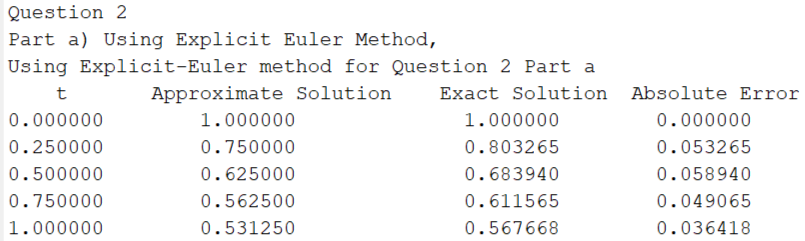 Question 2
Part a) Using Explicit Euler Method,
Using Explicit-Euler method for Question 2 Part a
t Approximate Solution Exact Solution Absolute Error
0.000000 1.000000 1.000000 0.000000
0.250000 0.750000 0.803265 0.053265
0.500000 0.625000 0.683940 0.058940
0.750000 0.562500 0.611565 0.049065
1.000000 0.531250 0.567668 0.036418